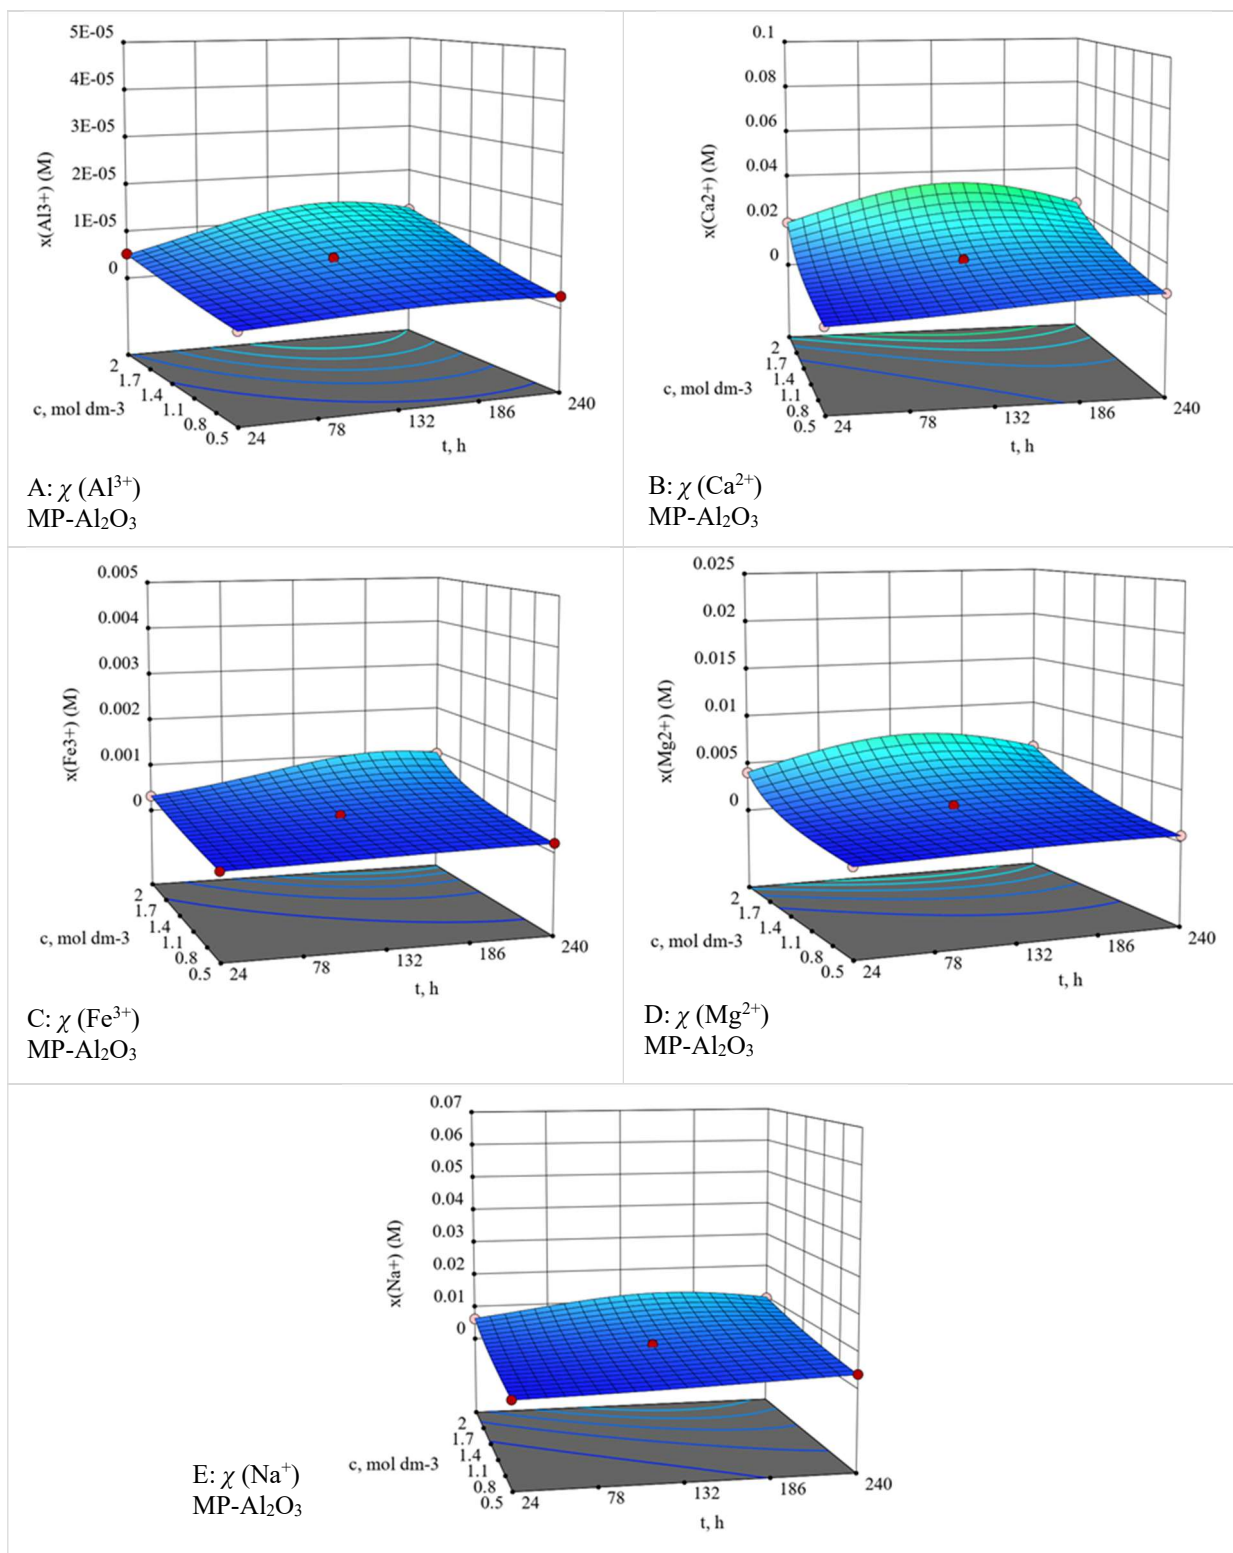 5E-05
4E-05
3E-05
2E-05
1E-05
0
x(Al3+) (M)
2
1.7
1.4
1.1
0.8
0.5
c, mol dm-3
24
78
132
186
240
t, h
A: χ (Al³⁺)
MP-Al₂O₃
0.1
0.08
0.06
0.04
0.02
0
x(Ca2+) (M)
2
1.7
1.4
1.1
0.8
0.5
c, mol dm-3
24
78
132
186
240
t, h
B: χ (Ca²⁺)
MP-Al₂O₃
0.005
0.004
0.003
0.002
0.001
0
x(Fe3+) (M)
2
1.7
1.4
1.1
0.8
0.5
c, mol dm-3
24
78
132
186
240
t, h
C: χ (Fe³⁺)
MP-Al₂O₃
0.025
0.02
0.015
0.01
0.005
0
x(Mg2+) (M)
2
1.7
1.4
1.1
0.8
0.5
c, mol dm-3
24
78
132
186
240
t, h
D: χ (Mg²⁺)
MP-Al₂O₃
0.07
0.06
0.05
0.04
0.03
0.02
0.01
0
x(Na+) (M)
2
1.7
1.4
1.1
0.8
0.5
c, mol dm-3
24
78
132
186
240
t, h
E: χ (Na⁺)
MP-Al₂O₃